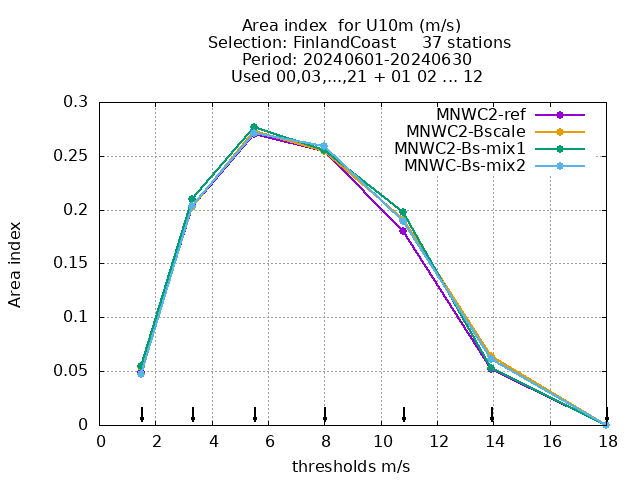 Area index  for U10m (m/s)
Selection: FinlandCoast     37 stations
Period: 20240601-20240630
Used 00,03,...,21 + 01 02 ... 12
MNWC2-ref
MNWC2-Bscale
MNWC2-Bs-mix1
MNWC-Bs-mix2
Area index
0.3
0.25
0.2
0.15
0.1
0.05
0
0 2 4 6 8 10 12 14 16 18
thresholds m/s